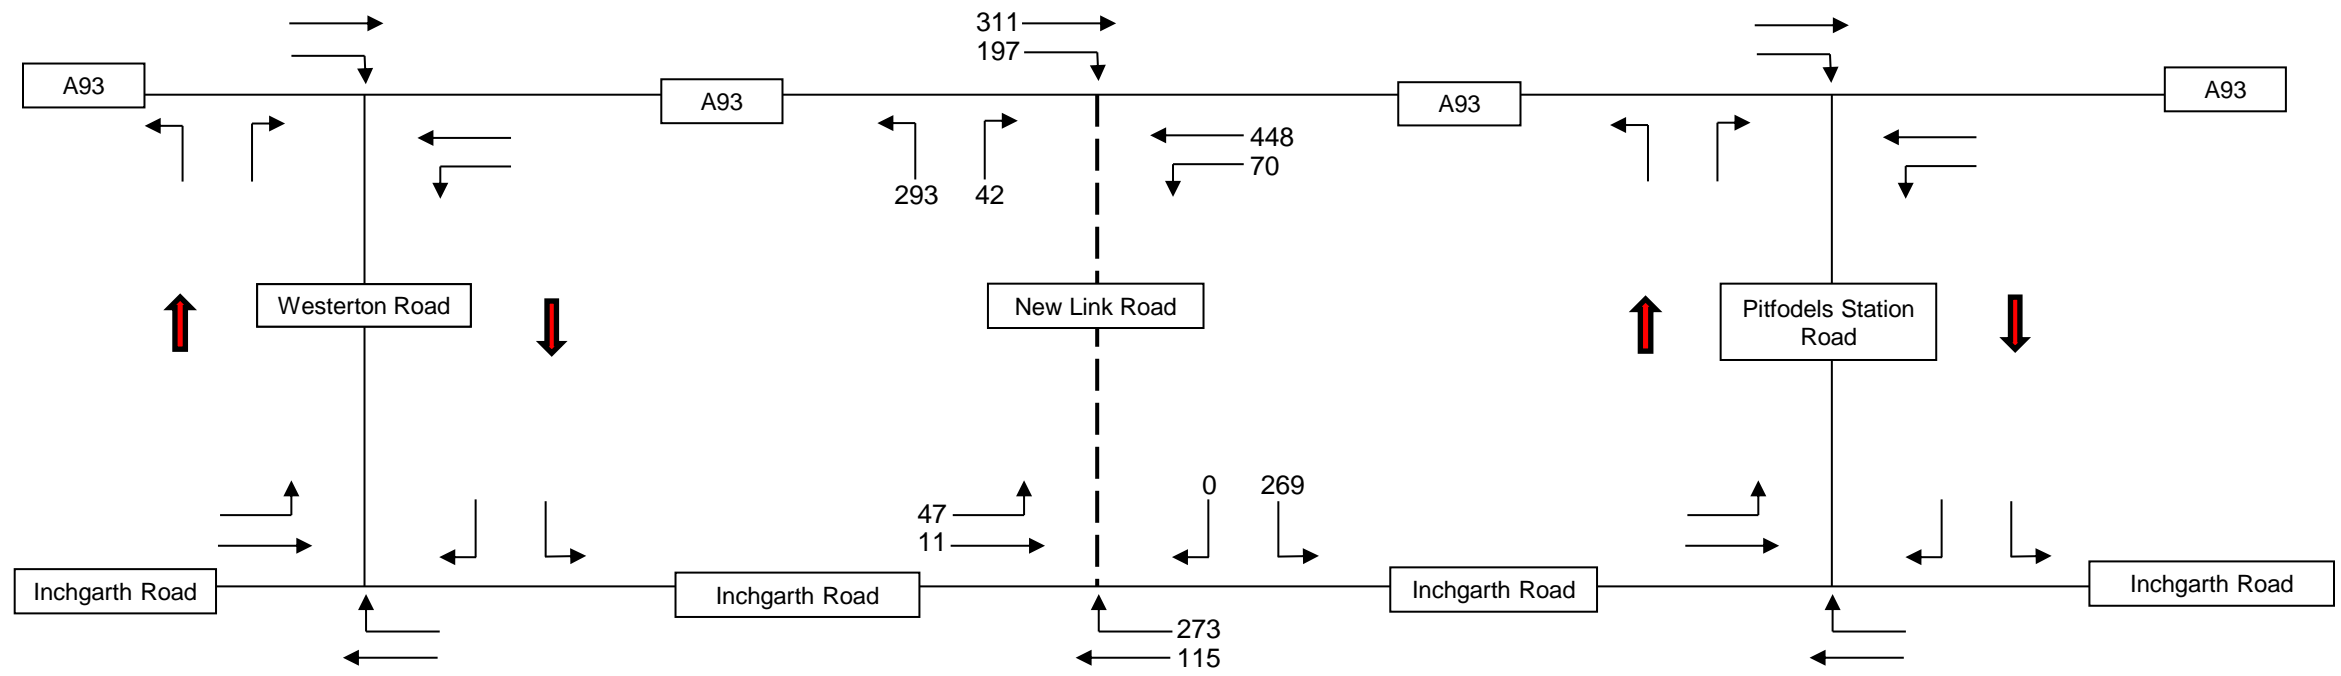 311
197
A93
A93
A93
A93
448
70
293
42
Westerton Road
New Link Road
Pitfodels Station
Road
0
269
47
11
Inchgarth Road
Inchgarth Road
Inchgarth Road
Inchgarth Road
273
115